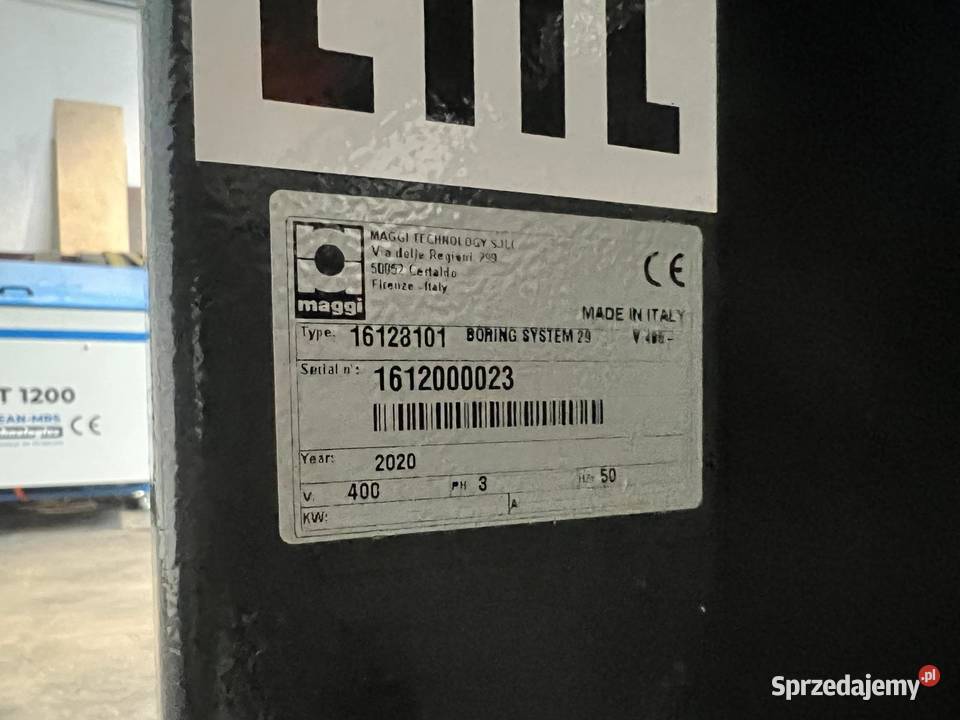 MAGGI TECHNOLOGY S.R.L
Via delle Regioni, 299
50052 Certaldo
Firenze - Italy
maggi
CE
MADE IN ITALY
Type: 16128101 BORING SYSTEM 29 V 400~
Serial n°: 1612000023
Year: 2020
V. 400 PH 3 Hz 50
KW: A
T 1200
CE
Sprzedajemy.pl